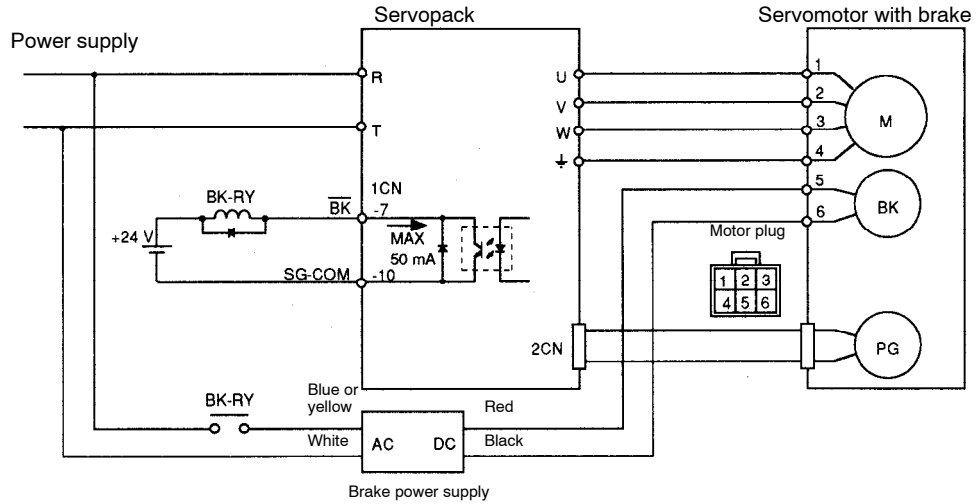 Servopack
Servomotor with brake
Power supply
R
U
1
V
2
M
T
W
3
⏚
4
1CN
BK-RY
B̅K̅
-7
5
BK
+24 V
MAX
50 mA
6
Motor plug
SG-COM
-10
1 2 3
4 5 6
2CN
PG
BK-RY
Blue or
yellow
Red
White
AC
DC
Black
Brake power supply